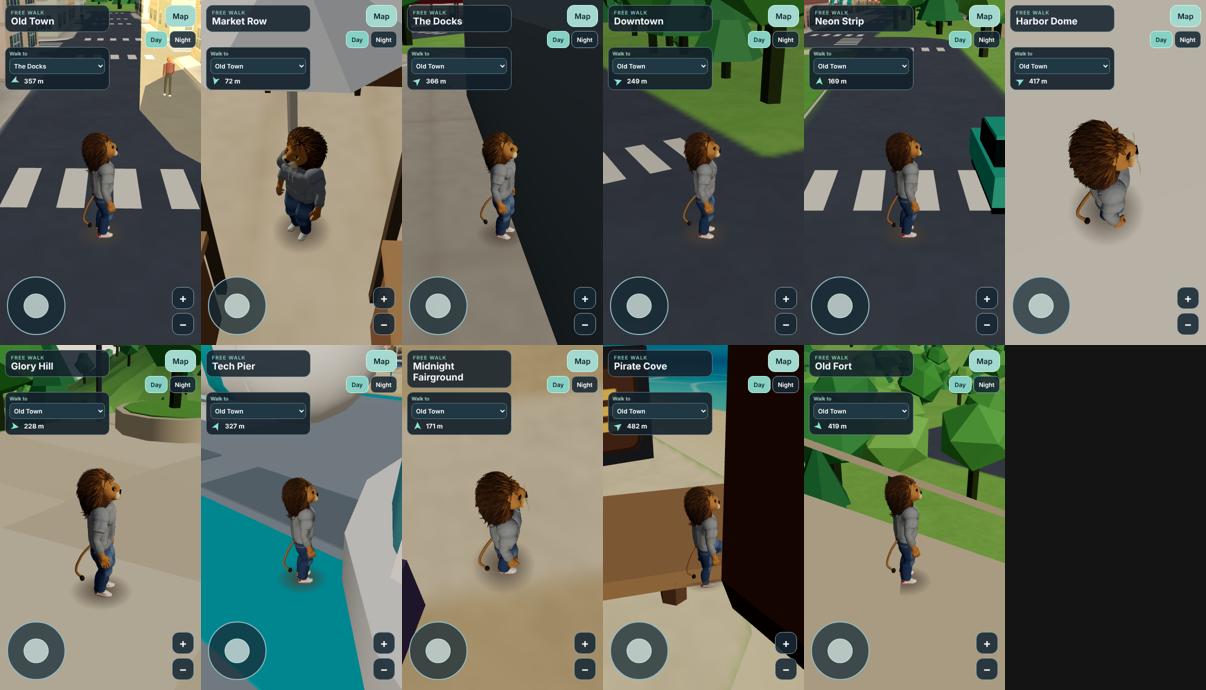 FREE WALK
Old Town
Map
Day
Night
Walk to
The Docks
357 m
+
−
FREE WALK
Market Row
Map
Day
Night
Walk to
Old Town
72 m
+
−
FREE WALK
The Docks
Map
Day
Night
Walk to
Old Town
366 m
+
−
FREE WALK
Downtown
Map
Day
Night
Walk to
Old Town
249 m
+
−
FREE WALK
Neon Strip
Map
Day
Night
Walk to
Old Town
169 m
+
−
FREE WALK
Harbor Dome
Map
Day
Night
Walk to
Old Town
417 m
+
−
FREE WALK
Glory Hill
Map
Day
Night
Walk to
Old Town
228 m
+
−
FREE WALK
Tech Pier
Map
Day
Night
Walk to
Old Town
327 m
+
−
FREE WALK
Midnight
Fairground
Map
Day
Night
Walk to
Old Town
171 m
+
−
FREE WALK
Pirate Cove
Map
Day
Night
Walk to
Old Town
482 m
+
−
FREE WALK
Old Fort
Map
Day
Night
Walk to
Old Town
419 m
+
−